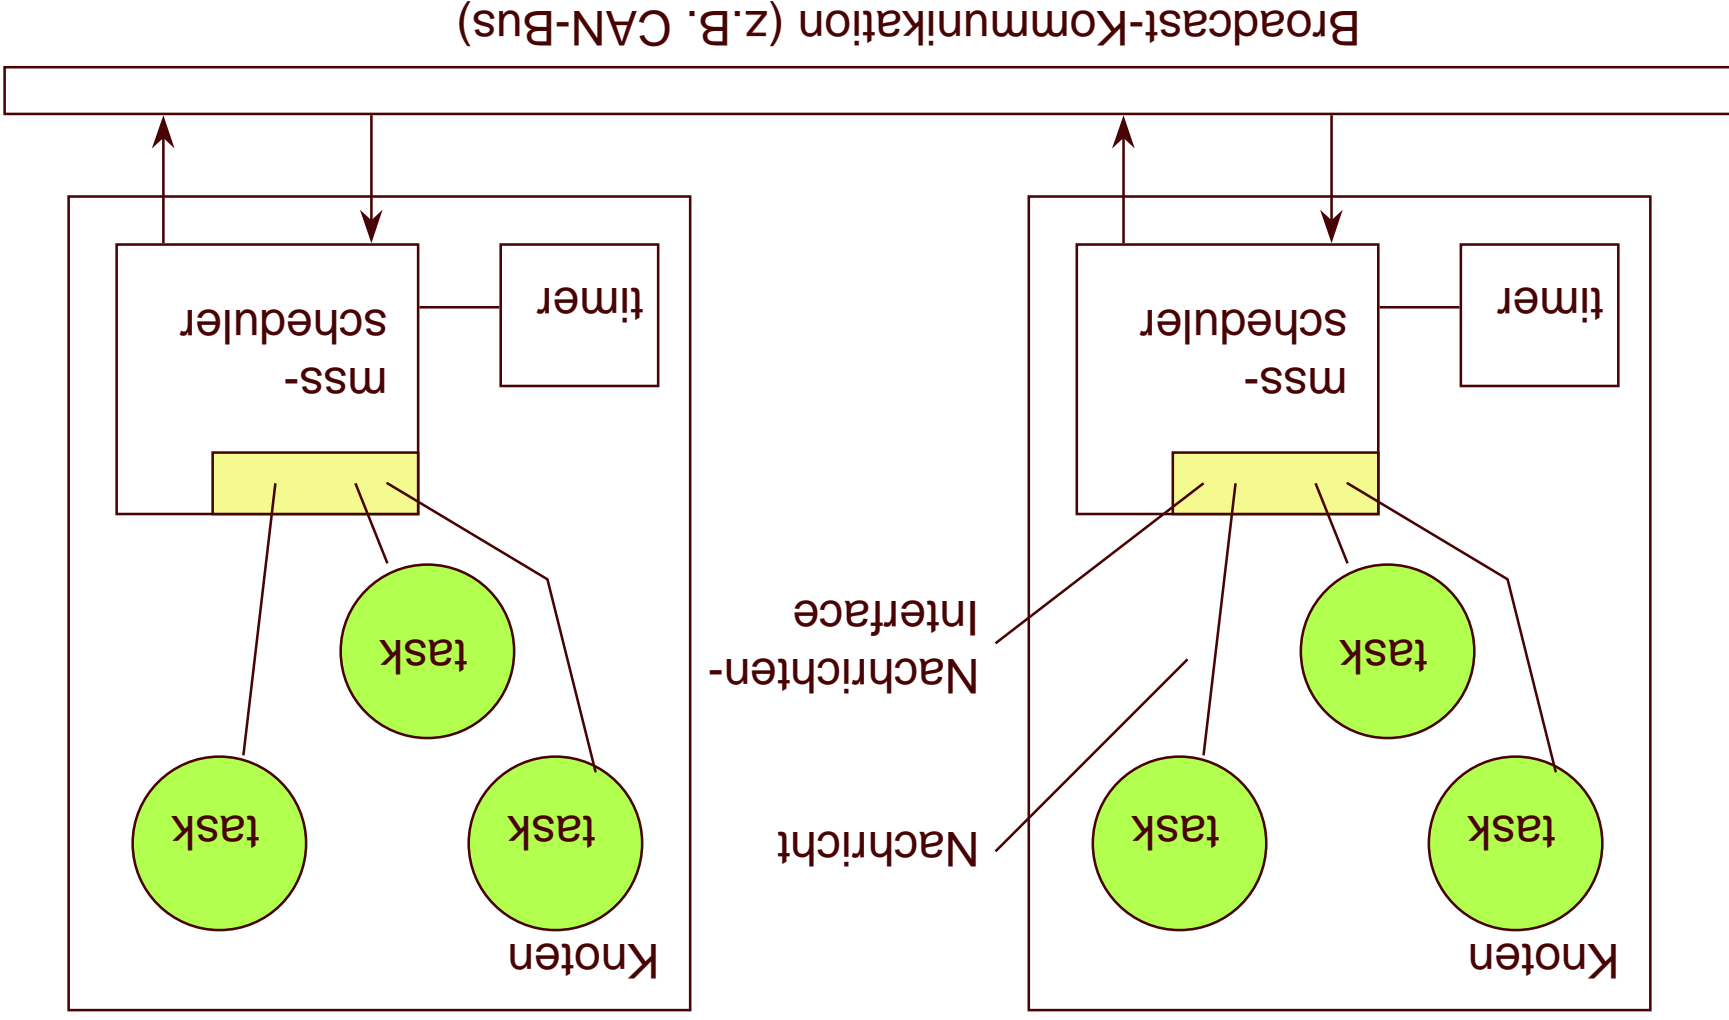 Knoten
task
task
task
mss-
scheduler
timer
Nachricht
Nachrichten-
Interface
Knoten
task
task
task
mss-
scheduler
timer
Broadcast-Kommunikation (z.B. CAN-Bus)